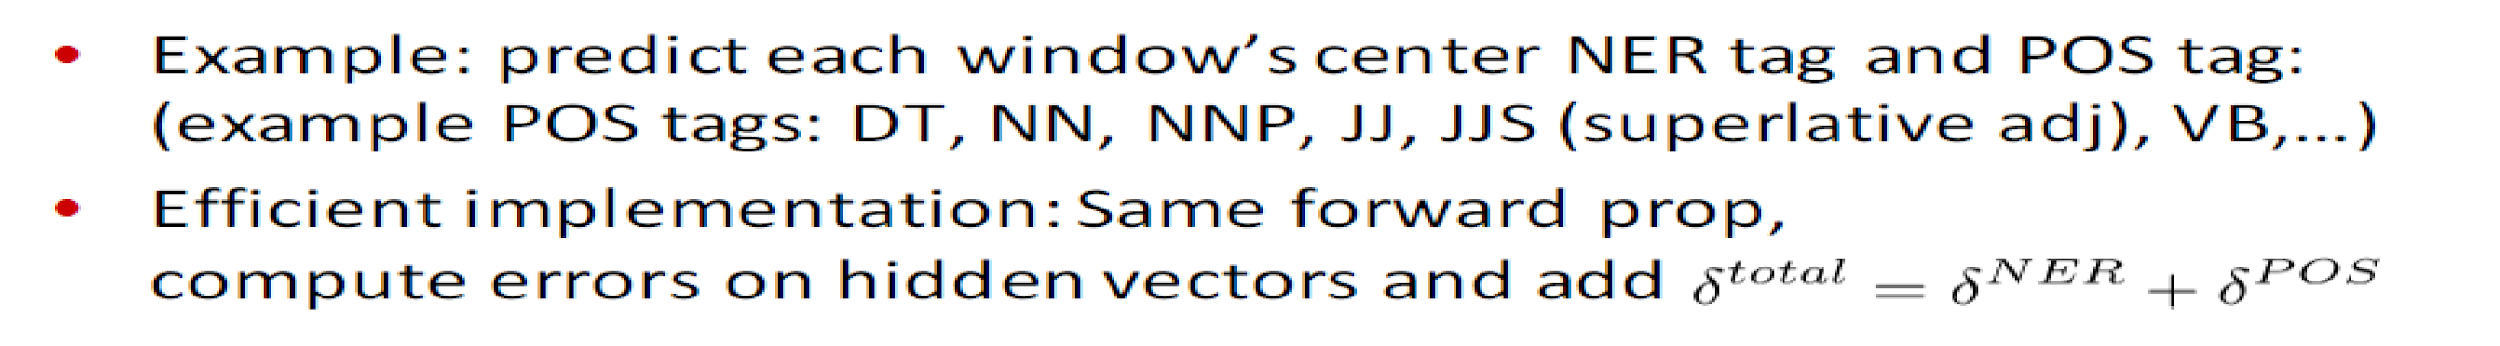 • Example: predict each window’s center NER tag and POS tag:
(example POS tags: DT, NN, NNP, JJ, JJS (superlative adj), VB,...)
• Efficient implementation: Same forward prop,
compute errors on hidden vectors and add δ^{total} = δ^{NER} + δ^{POS}